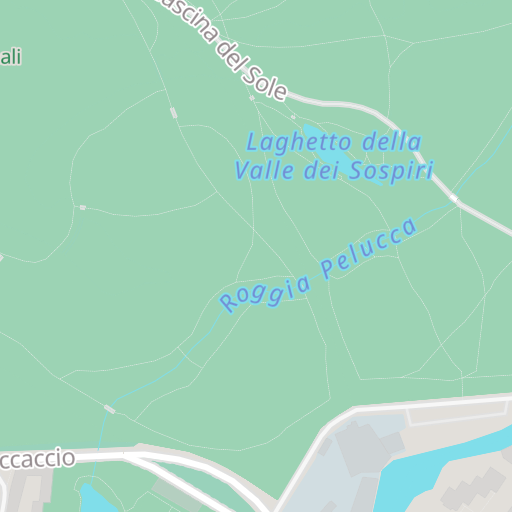 ascina del Sole
ali
Laghetto della
Valle dei Sospiri
Roggia Pelucca
ccaccio